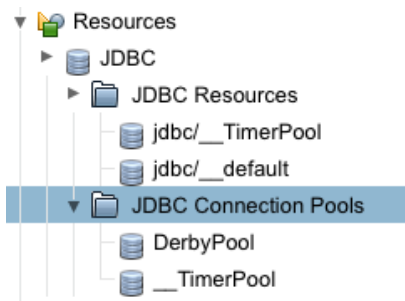 Resources
JDBC
JDBC Resources
jdbc/__TimerPool
jdbc/__default
JDBC Connection Pools
DerbyPool
__TimerPool